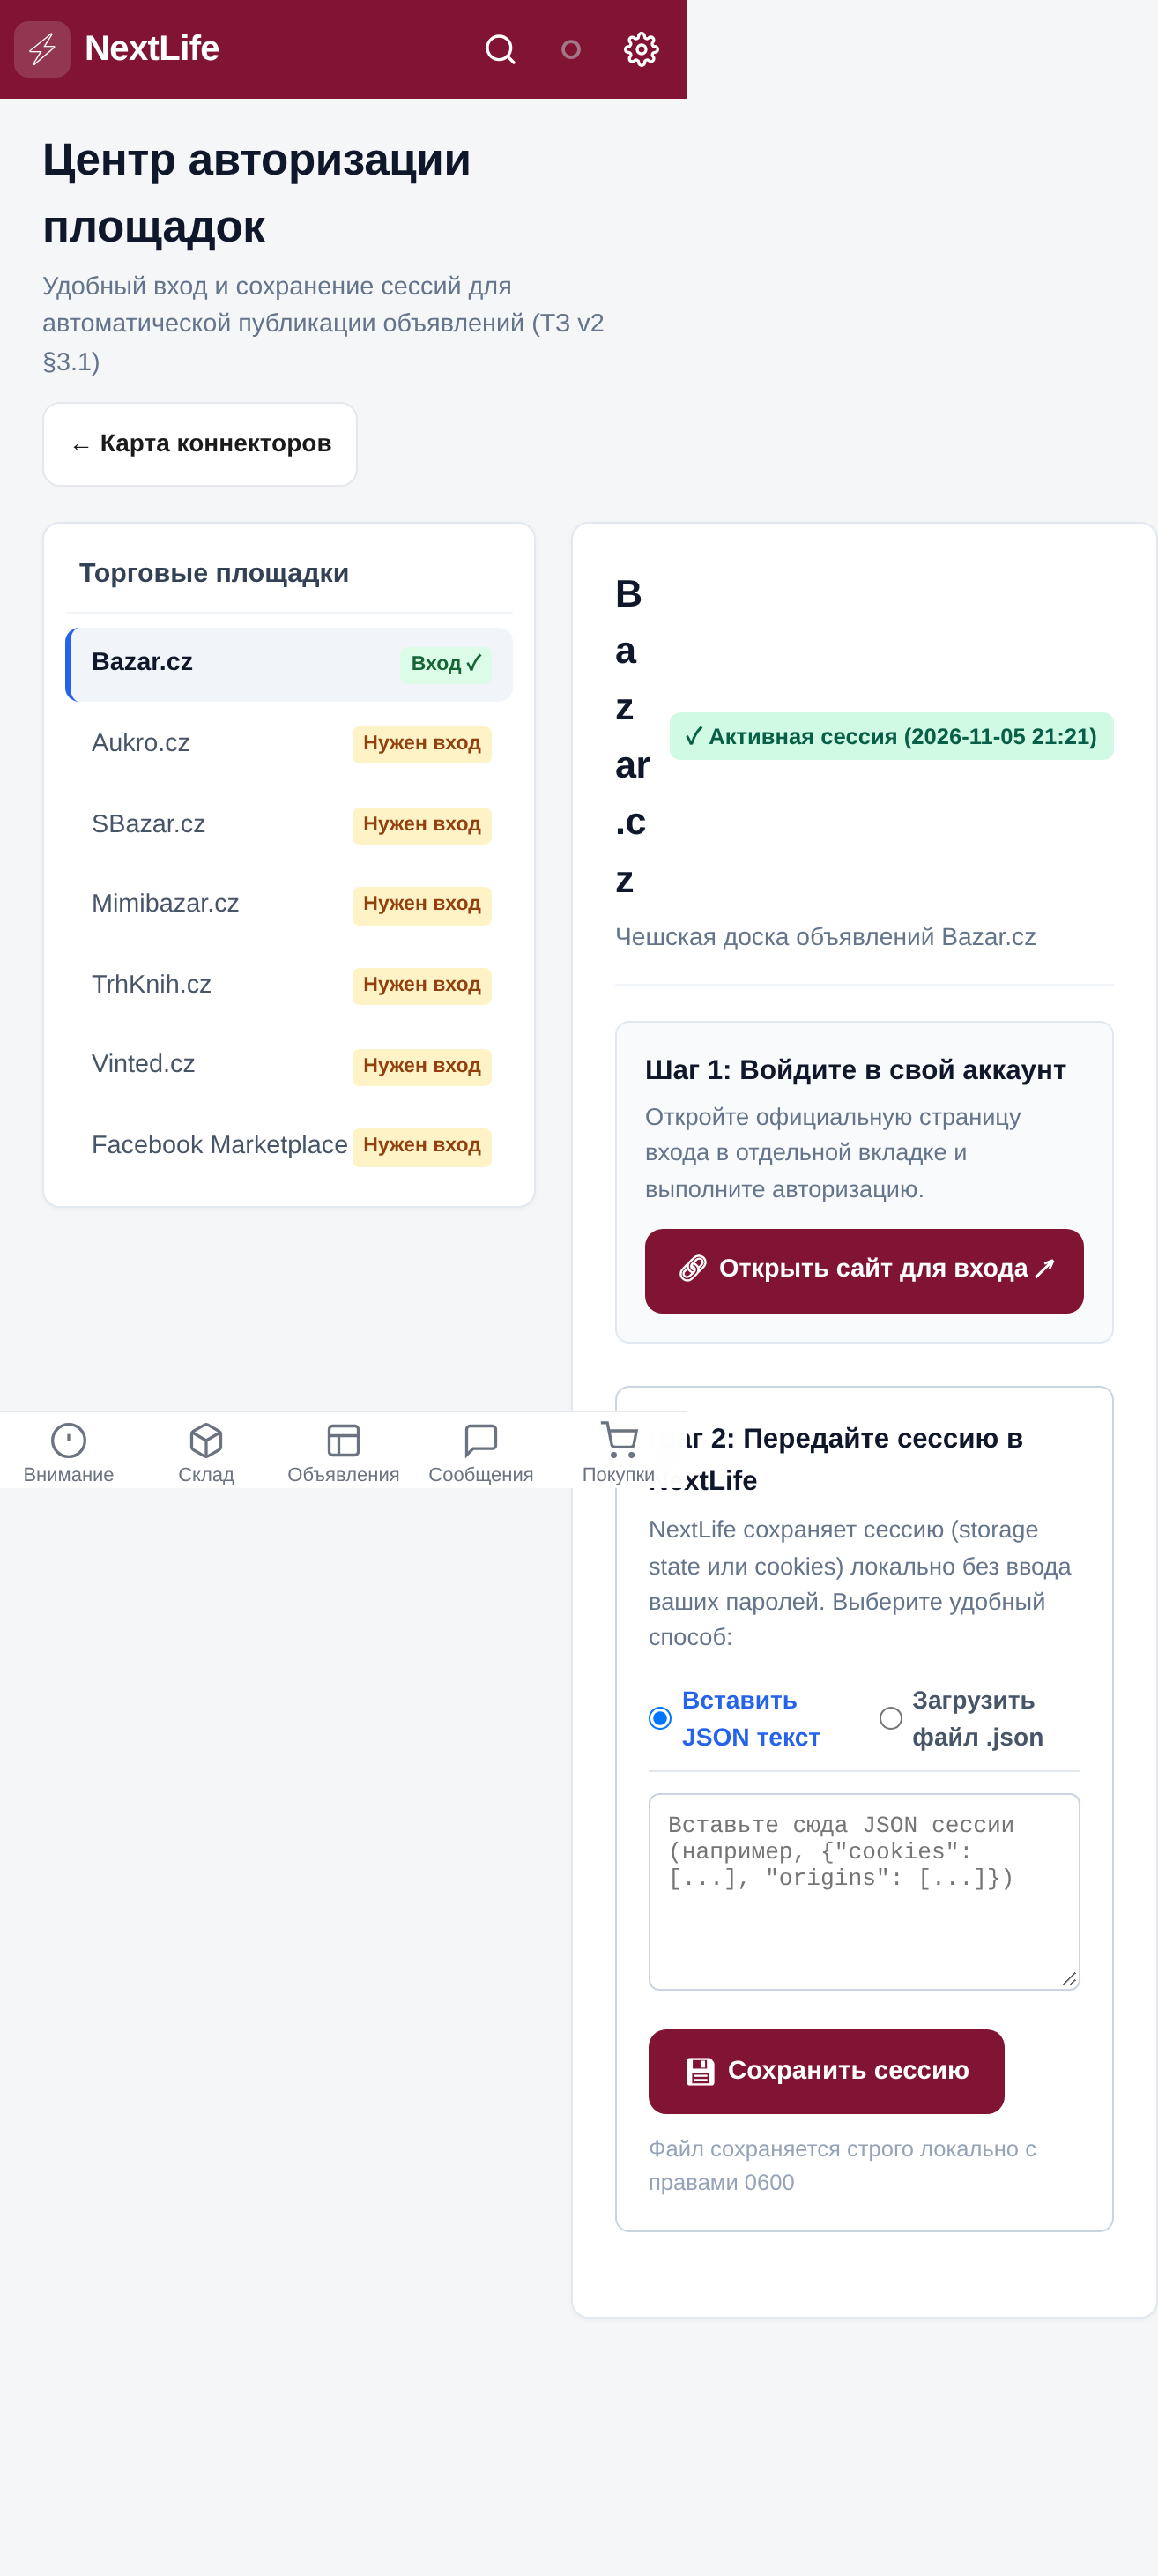 NextLife
Центр авторизации
площадок
Удобный вход и сохранение сессий для
автоматической публикации объявлений (ТЗ v2
§3.1)
← Карта коннекторов
Торговые площадки
Bazar.cz
Вход ✓
Aukro.cz
Нужен вход
SBazar.cz
Нужен вход
Mimibazar.cz
Нужен вход
TrhKnih.cz
Нужен вход
Vinted.cz
Нужен вход
Facebook Marketplace
Нужен вход
B
a
z
ar
.c
z
✓ Активная сессия (2026-11-05 21:21)
Чешская доска объявлений Bazar.cz
Шаг 1: Войдите в свой аккаунт
Откройте официальную страницу
входа в отдельной вкладке и
выполните авторизацию.
🔗 Открыть сайт для входа ↗
аг 2: Передайте сессию в
NextLife
NextLife сохраняет сессию (storage
state или cookies) локально без ввода
ваших паролей. Выберите удобный
способ:
Вставить
JSON текст
Загрузить
файл .json
Вставьте сюда JSON сессии
(например, {"cookies":
[...], "origins": [...]})
💾 Сохранить сессию
Файл сохраняется строго локально с
правами 0600
Внимание
Склад
Объявления
Сообщения
Покупки